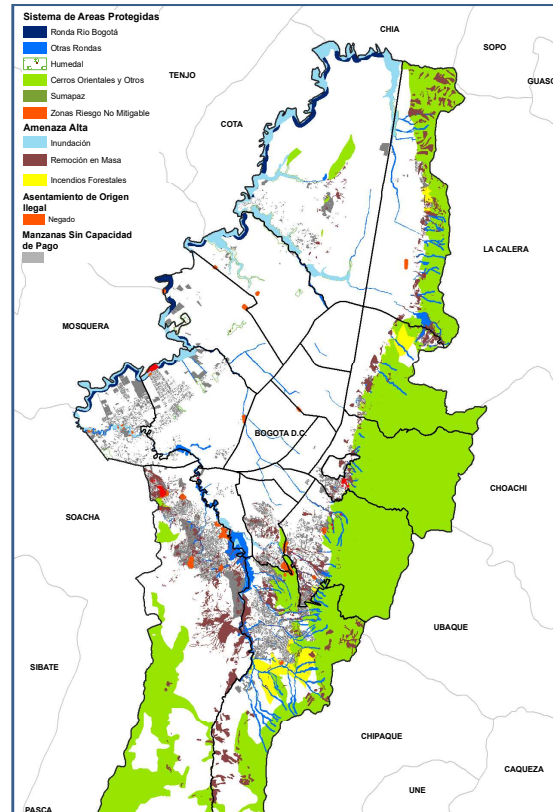 Sistema de Areas Protegidas
Ronda Río Bogotá
Otras Rondas
Humedal
Cerros Orientales y Otros
Sumapaz
Zonas Riesgo No Mitigable
Amenaza Alta
Inundación
Remoción en Masa
Incendios Forestales
Asentamiento de Origen
Ilegal
Negado
Manzanas Sin Capacidad
de Pago
CHIA
SOPO
GUASC
TENJO
COTA
LA CALERA
MOSQUERA
BOGOTA D.C.
CHOACHI
SOACHA
UBAQUE
SIBATE
CHIPAQUE
CAQUEZA
UNE
PASCA